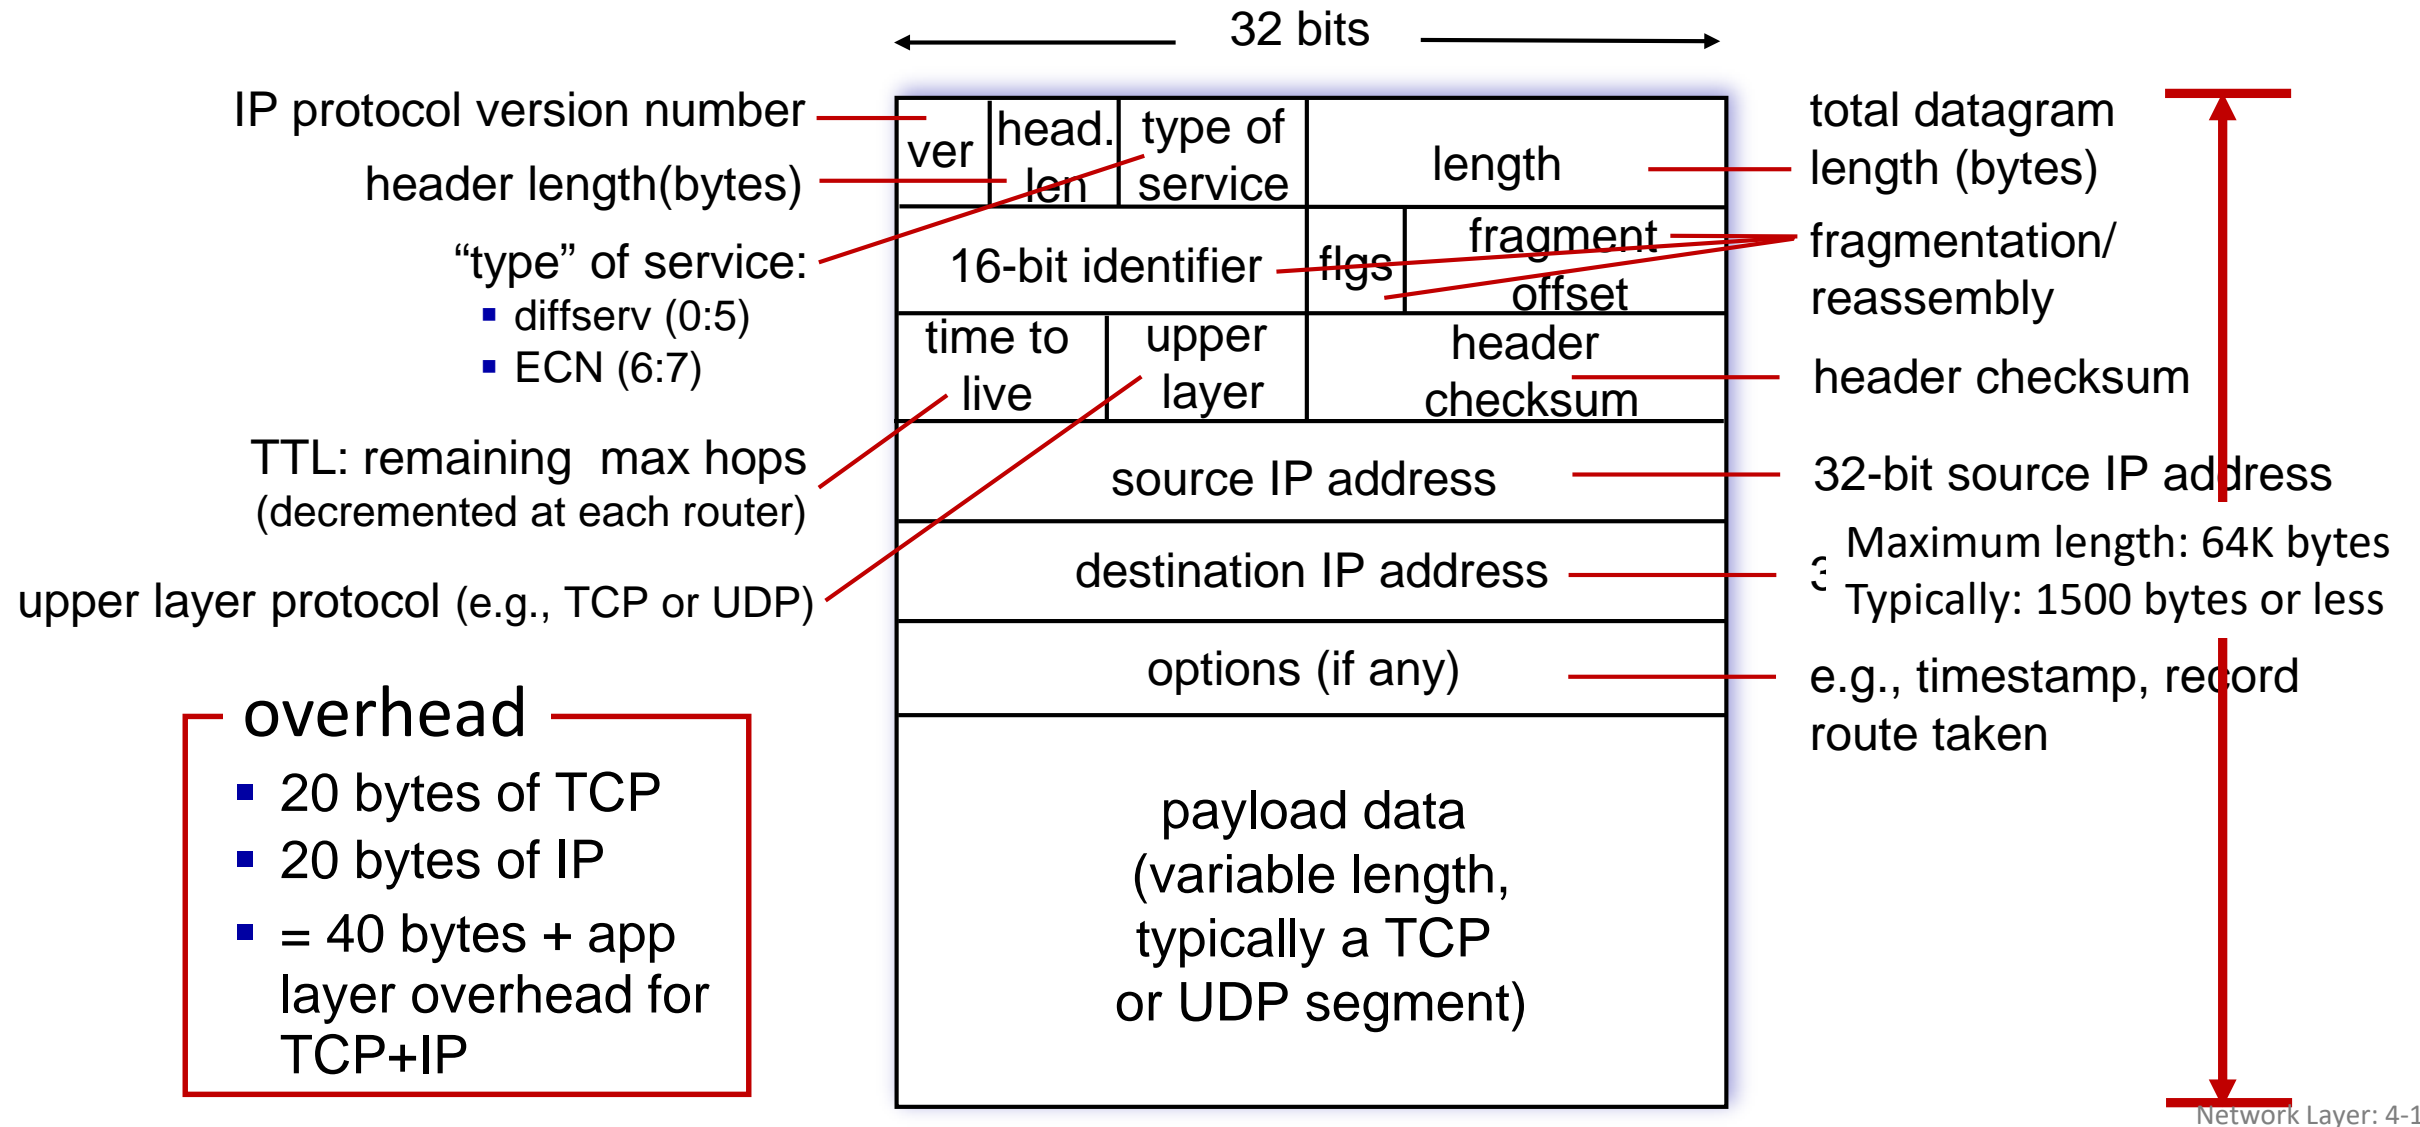 32 bits
IP protocol version number
header length(bytes)
“type” of service:
▪ diffserv (0:5)
▪ ECN (6:7)
TTL: remaining  max hops
(decremented at each router)
upper layer protocol (e.g., TCP or UDP)
overhead
▪ 20 bytes of TCP
▪ 20 bytes of IP
▪ = 40 bytes + app
layer overhead for
TCP+IP
ver
head.
len
type of
service
length
16-bit identifier
flgs
fragment
offset
time to
live
upper
layer
header
checksum
source IP address
destination IP address
options (if any)
payload data
(variable length,
typically a TCP
or UDP segment)
total datagram
length (bytes)
fragmentation/
reassembly
header checksum
32-bit source IP address
Maximum length: 64K bytes
Typically: 1500 bytes or less
e.g., timestamp, record
route taken
Network Layer: 4-1